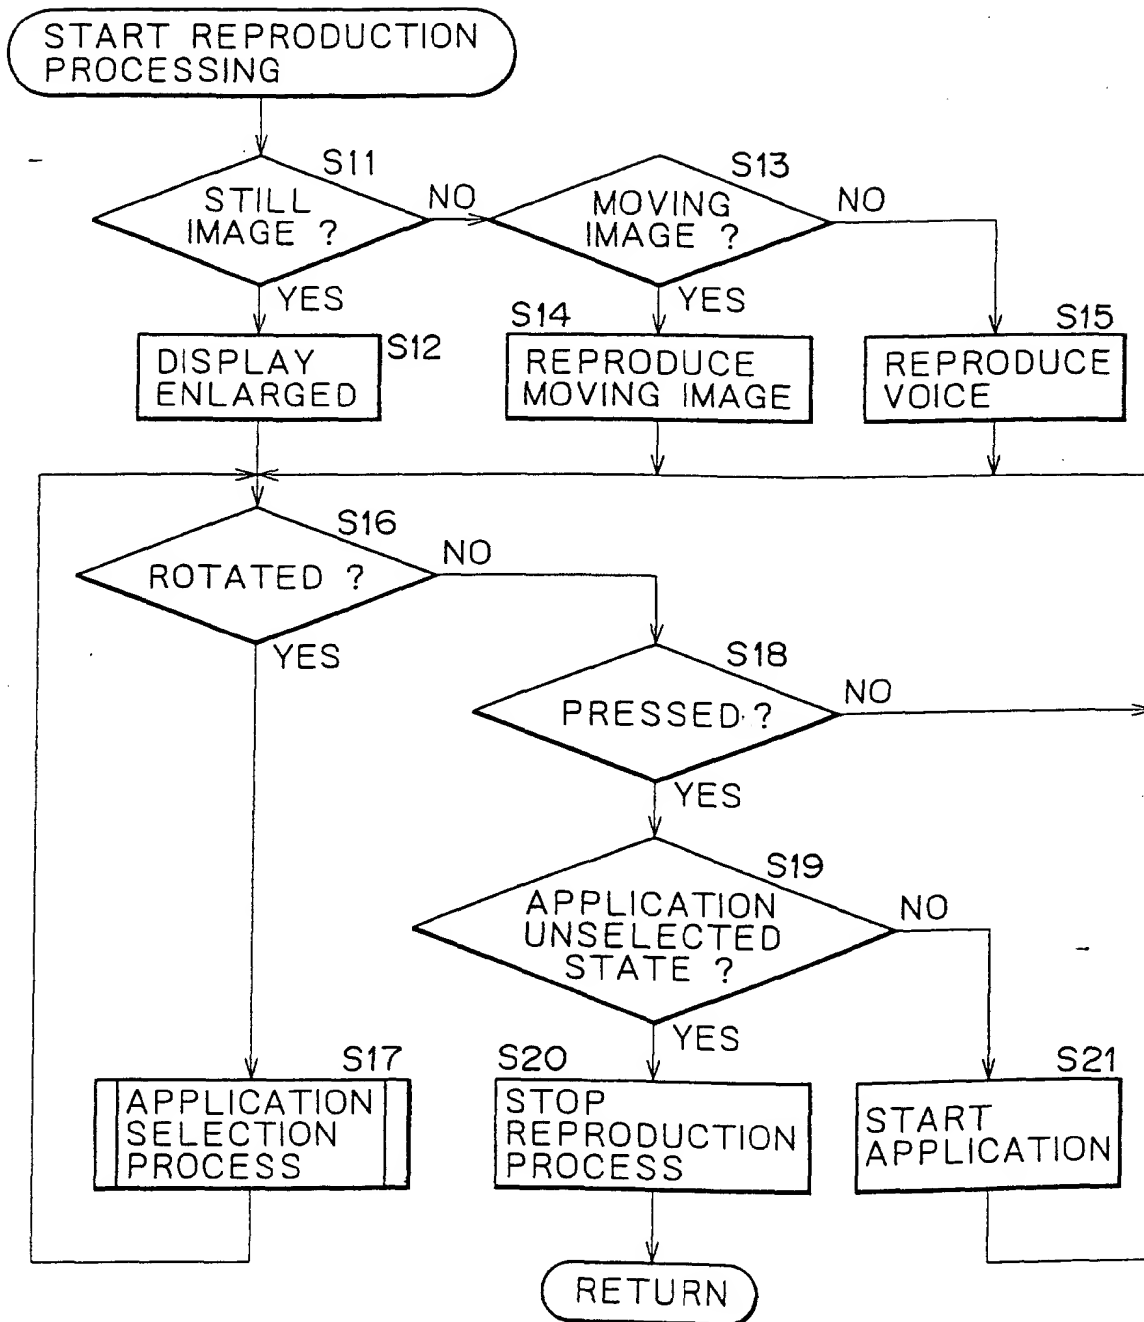 START REPRODUCTION
PROCESSING
S11
STILL
IMAGE ?
NO
YES
S13
MOVING
IMAGE ?
NO
YES
S12
DISPLAY
ENLARGED
S14
REPRODUCE
MOVING IMAGE
S15
REPRODUCE
VOICE
S16
ROTATED ?
NO
YES
S18
PRESSED ?
NO
YES
S19
APPLICATION
UNSELECTED
STATE ?
NO
YES
S17
APPLICATION
SELECTION
PROCESS
S20
STOP
REPRODUCTION
PROCESS
S21
START
APPLICATION
RETURN